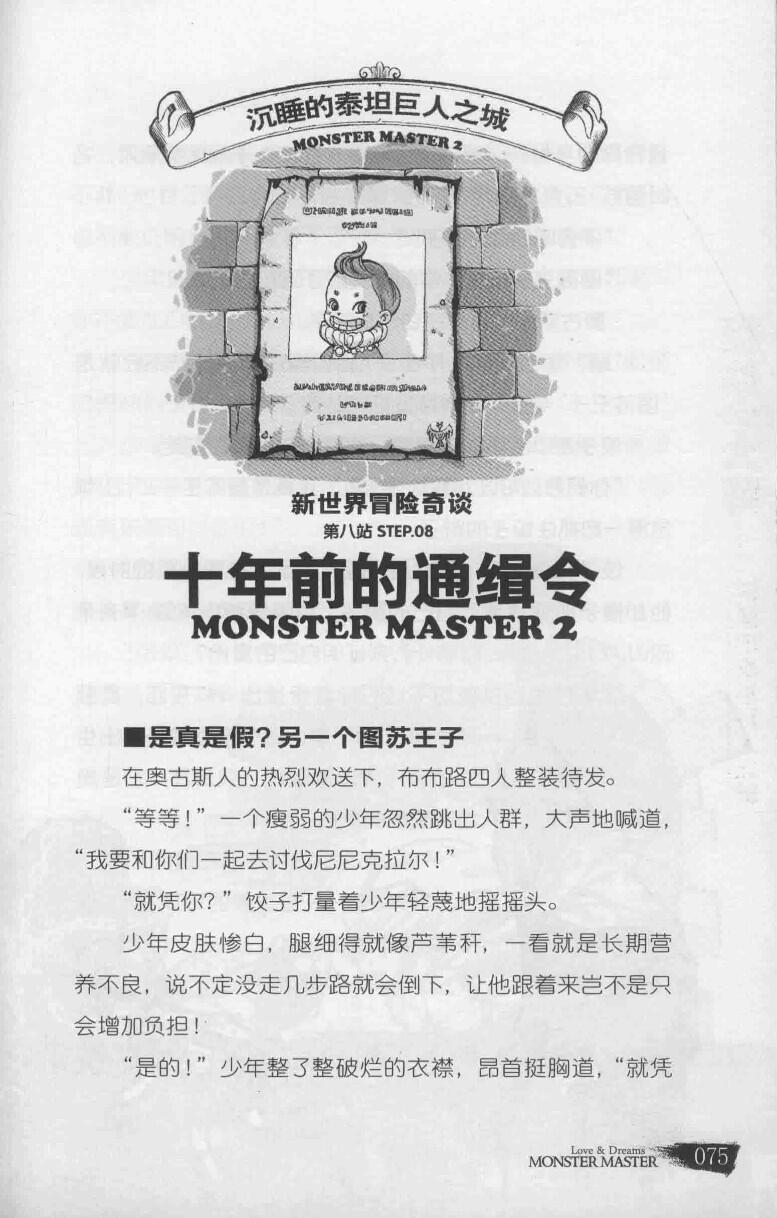 沉睡的泰坦巨人之城
MONSTER MASTER 2
新世界冒险奇谈
第八站 STEP.08
十年前的通缉令
MONSTER MASTER 2
■是真是假？另一个图苏王子
在奥古斯人的热烈欢送下，布布路四人整装待发。
“等等！”一个瘦弱的少年忽然跳出人群，大声地喊道，
“我要和你们一起去讨伐尼尼克拉尔！”
“就凭你？”饺子打量着少年轻蔑地摇摇头。
少年皮肤惨白，腿细得就像芦苇秆，一看就是长期营
养不良，说不定没走几步路就会倒下，让他跟着来岂不是只
会增加负担！
“是的！”少年整了整破烂的衣襟，昂首挺胸道，“就凭
Love & Dreams
MONSTER MASTER
075